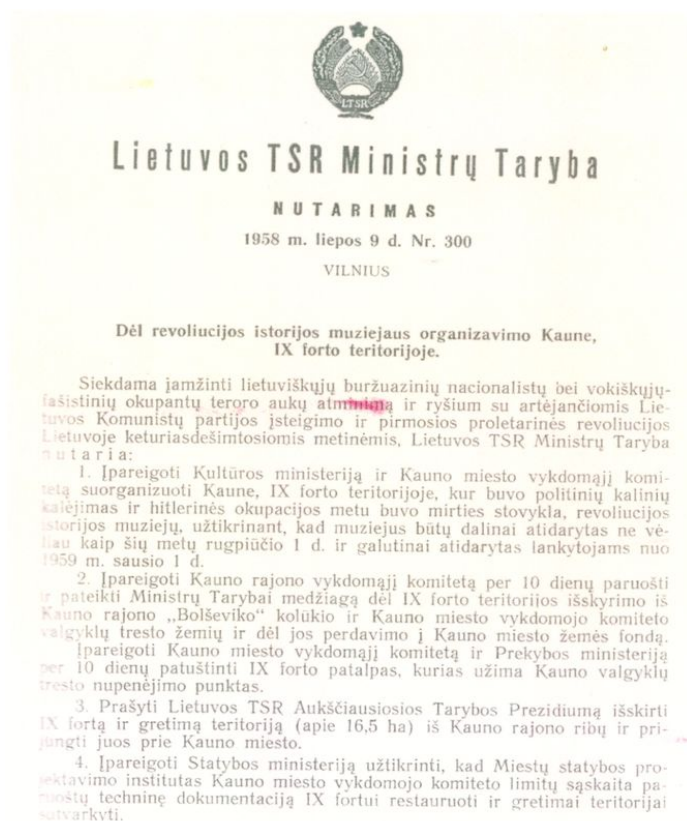 LTSR
Lietuvos TSR Ministrų Taryba
NUTARIMAS
1958 m. liepos 9 d. Nr. 300
VILNIUS
Dėl revoliucijos istorijos muziejaus organizavimo Kaune,
IX forto teritorijoje.
Siekdama įamžinti lietuviškųjų buržuazinių nacionalistų bei vokiškųjų-
fašistinių okupantų teroro aukų atminimą ir ryšium su artėjančiomis Lie-
tuvos Komunistų partijos įsteigimo ir pirmosios proletarinės revoliucijos
Lietuvoje keturiasdešimtosiomis metinėmis, Lietuvos TSR Ministrų Taryba
nutaria:
1. Įpareigoti Kultūros ministeriją ir Kauno miesto vykdomąjį komi-
tetą suorganizuoti Kaune, IX forto teritorijoje, kur buvo politinių kalinių
kalėjimas ir hitlerinės okupacijos metu buvo mirties stovykla, revoliucijos
istorijos muziejų, užtikrinant, kad muziejus būtų dalinai atidarytas ne vė-
liau kaip šių metų rugpiūčio 1 d. ir galutinai atidarytas lankytojams nuo
1959 m. sausio 1 d.
2. Įpareigoti Kauno rajono vykdomąjį komitetą per 10 dienų paruošti
ir pateikti Ministrų Tarybai medžiagą dėl IX forto teritorijos išskyrimo iš
Kauno rajono „Bolševiko“ kolūkio ir Kauno miesto vykdomojo komiteto
valgyklų tresto žemių ir dėl jos perdavimo į Kauno miesto žemės fondą.
Įpareigoti Kauno miesto vykdomąjį komitetą ir Prekybos ministeriją
per 10 dienų patuštinti IX forto patalpas, kurias užima Kauno valgyklų
tresto nupenėjimo punktas.
3. Prašyti Lietuvos TSR Aukščiausiosios Tarybos Prezidiumą išskirti
IX fortą ir gretimą teritoriją (apie 16,5 ha) iš Kauno rajono ribų ir pri-
jungti juos prie Kauno miesto.
4. Įpareigoti Statybos ministeriją užtikrinti, kad Miestų statybos pro-
jektavimo institutas Kauno miesto vykdomojo komiteto limitų sąskaita pa-
ruoštų techninę dokumentaciją IX fortui restauruoti ir gretimai teritorijai
sutvarkyti.